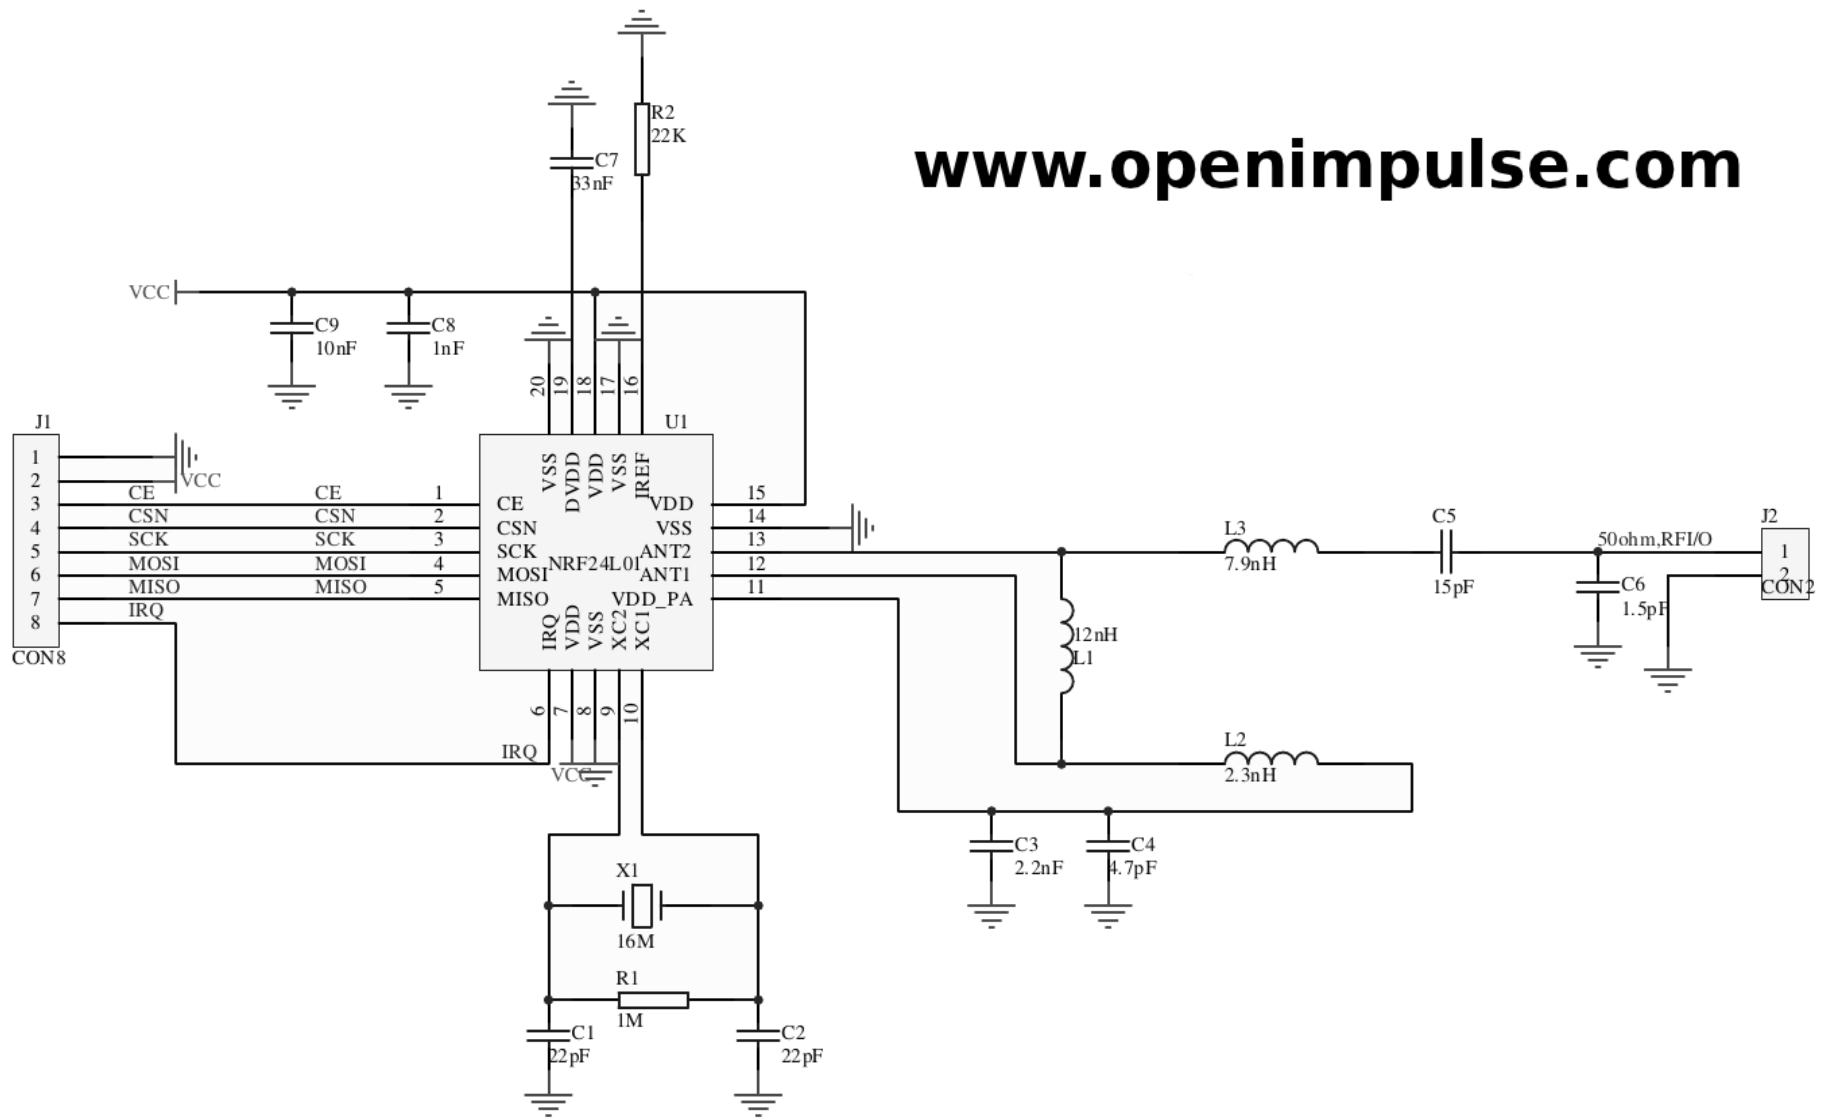 R2
22K
www.openimpulse.com
C7
33nF
VCC
C9
10nF
C8
1nF
20
19
18
17
16
J1
U1
1
2
3
4
5
6
7
8
CON8
VCC
CE
CSN
SCK
MOSI
MISO
IRQ
CE
CSN
SCK
MOSI
MISO
1
2
3
4
5
VSS
DVDD
VDD
VSS
IREF
CE
CSN
SCK
MOSI
MISO
NRF24L01
VDD
VSS
ANT2
ANT1
VDD_PA
IRQ
VDD
VSS
XC2
XC1
15
14
13
12
11
6
7
8
9
10
IRQ
VCC
L3
7.9nH
C5
15pF
50ohm,RFI/O
J2
1
2
CON2
C6
1.5pF
12nH
L1
L2
2.3nH
C3
2.2nF
C4
4.7pF
X1
16M
R1
1M
C1
22pF
C2
22pF